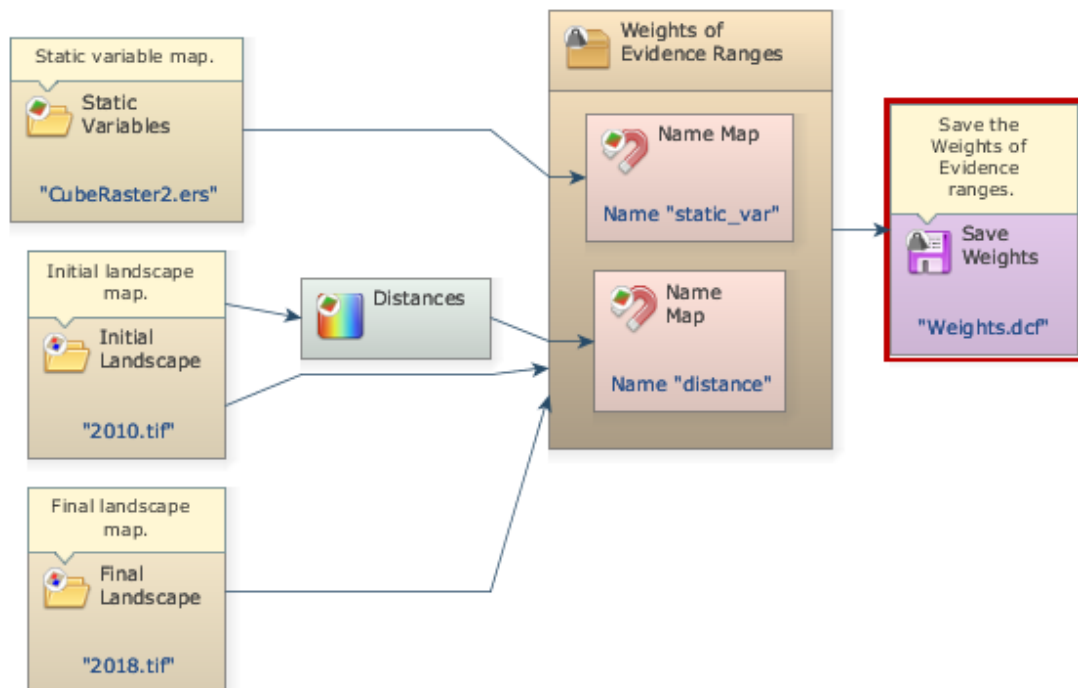 Static variable map.
Static
Variables
"CubeRaster2.ers"
Initial landscape
map.
Initial
Landscape
"2010.tif"
Final landscape
map.
Final
Landscape
"2018.tif"
Distances
Weights of
Evidence Ranges
Name Map
Name "static_var"
Name
Map
Name "distance"
Save the
Weights of
Evidence
ranges.
Save
Weights
"Weights.dcf"